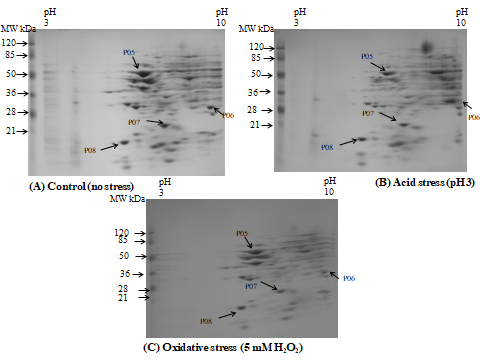 pH
3
pH
10
MW kDa
120
85
50
36
28
21
P05
P06
P07
P08
(A) Control (no stress)
pH
3
pH
10
MW kDa
120
85
50
36
28
21
P05
P06
P07
P08
(B) Acid stress (pH 3)
pH
3
pH
10
MW kDa
120
85
50
36
28
21
P05
P06
P07
P08
(C) Oxidative stress (5 mM H₂O₂)